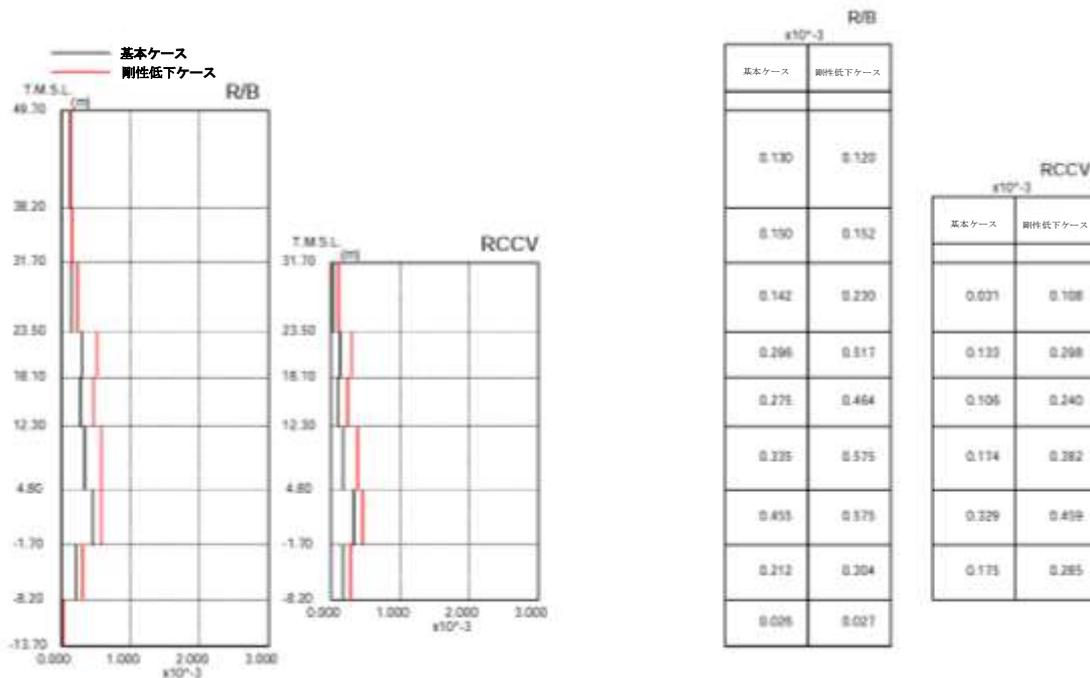 基本ケース
剛性低下ケース
T.M.S.L.
(m)
R/B
49.70
38.20
31.70
23.50
18.10
12.30
4.80
-1.70
-8.20
-13.70
0.000 1.000 2.000 3.000
x10^-3
T.M.S.L.
(m)
RCCV
31.70
23.50
18.10
12.30
4.80
-1.70
-8.20
0.000 1.000 2.000 3.000
x10^-3
R/B
x10^-3
基本ケース 剛性低下ケース
0.130 0.120
0.150 0.152
0.142 0.230
0.286 0.517
0.275 0.464
0.335 0.575
0.455 0.575
0.212 0.304
0.026 0.027
RCCV
x10^-3
基本ケース 剛性低下ケース
0.031 0.108
0.133 0.298
0.106 0.240
0.174 0.382
0.329 0.459
0.175 0.285